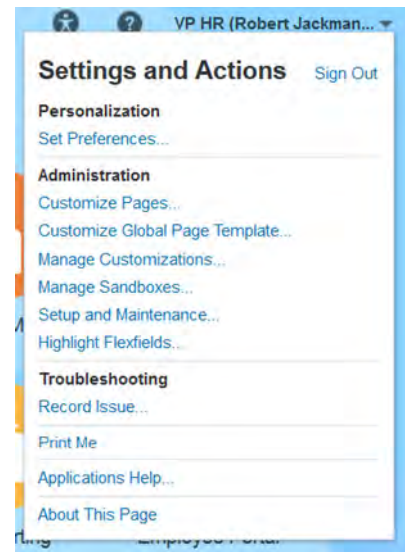 VP HR (Robert Jackman...
Settings and Actions
Sign Out
Personalization
Set Preferences...
Administration
Customize Pages...
Customize Global Page Template...
Manage Customizations...
Manage Sandboxes...
Setup and Maintenance...
Highlight Flexfields...
Troubleshooting
Record Issue...
Print Me
Applications Help...
About This Page